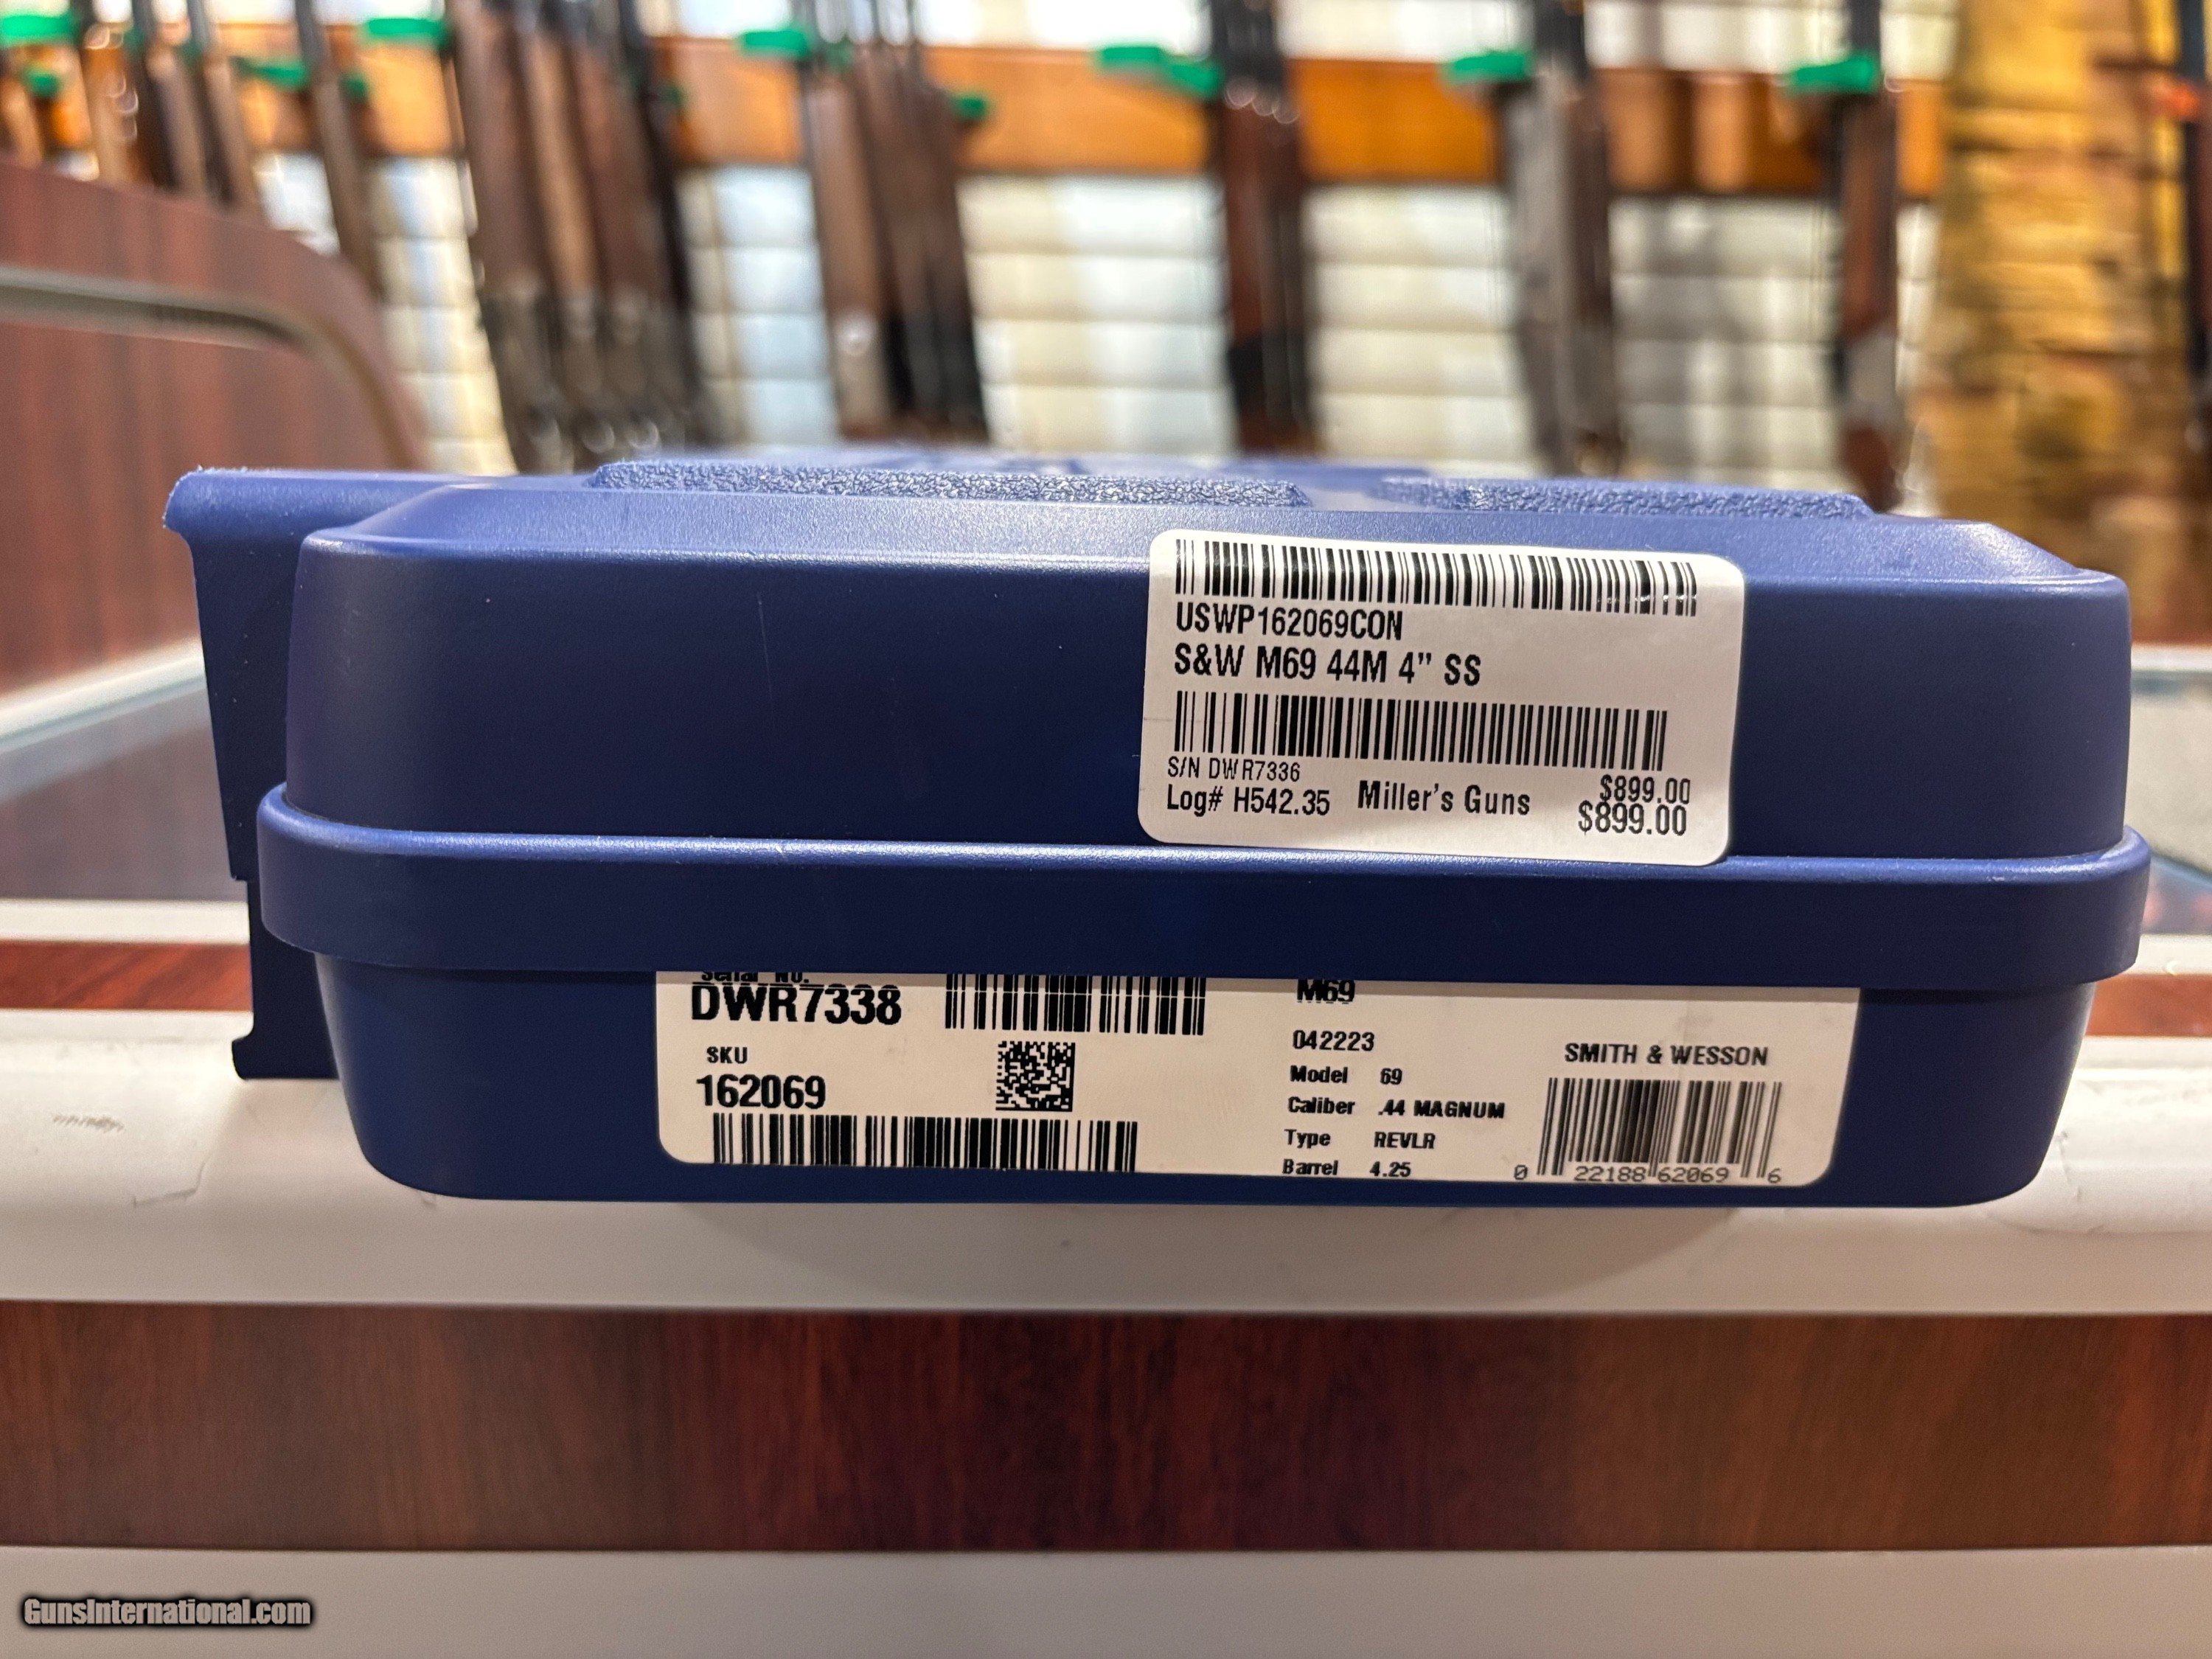 USWP162069CON
S&W M69 44M 4" SS
S/N DWR7336
Log# H542.35 Miller's Guns $899.00
$899.00
Serial No.
DWR7338
SKU
162069
M69
042223
Model 69
Caliber .44 MAGNUM
Type REVLR
Barrel 4.25
SMITH & WESSON
0 22188 62069 6
GunsInternational.com